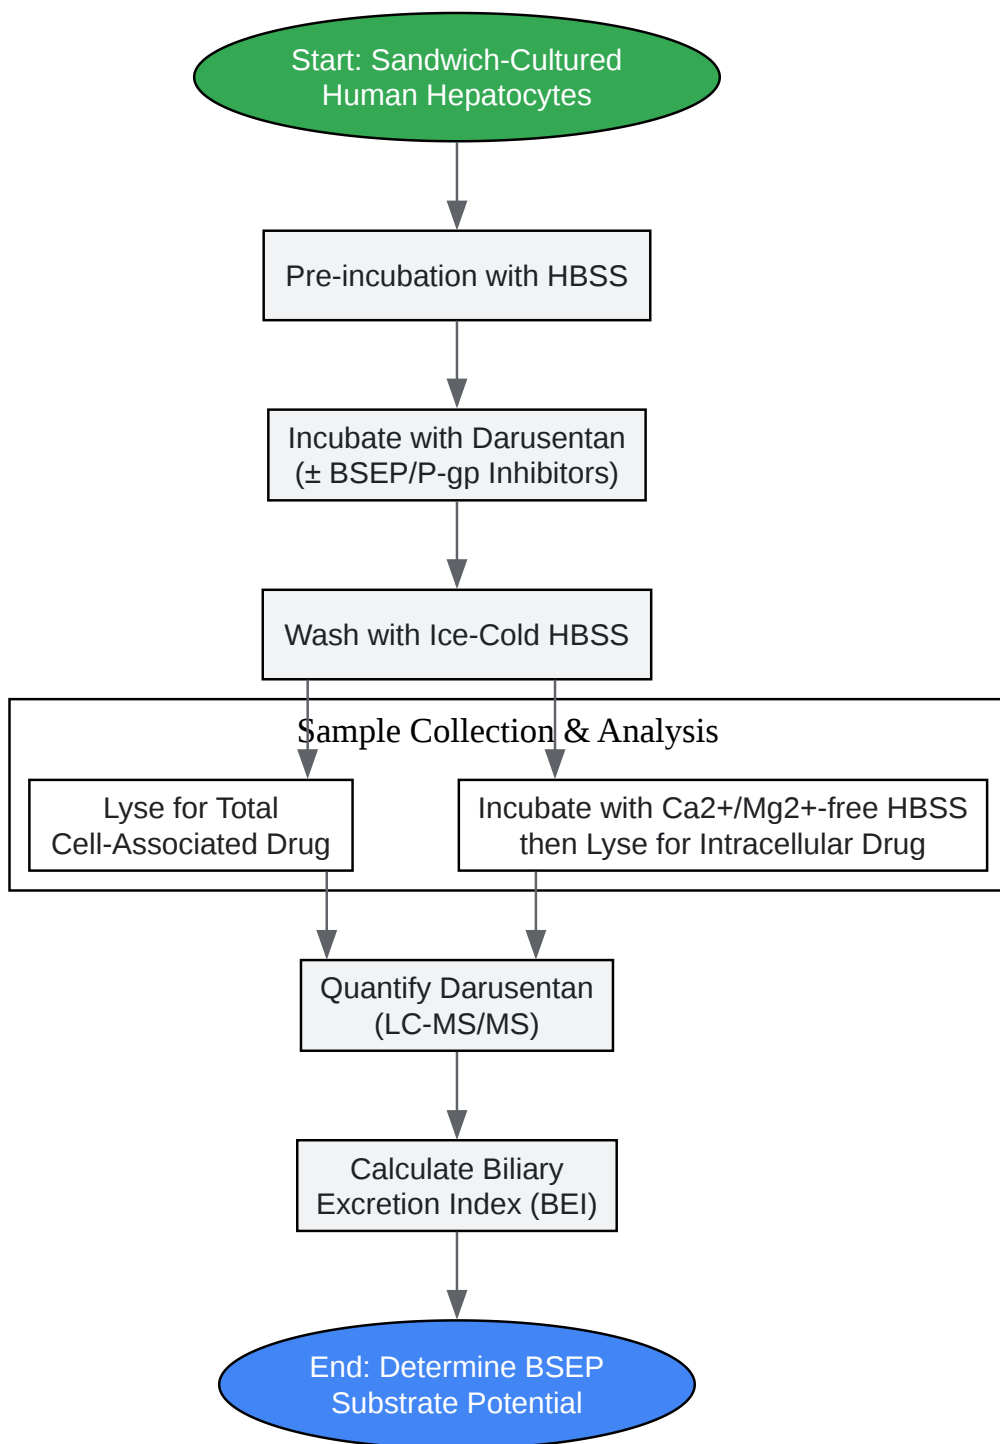 Start: Sandwich-Cultured
Human Hepatocytes
Pre-incubation with HBSS
Incubate with Darusentan
(± BSEP/P-gp Inhibitors)
Wash with Ice-Cold HBSS
Sample Collection & Analysis
Lyse for Total
Cell-Associated Drug
Incubate with Ca2+/Mg2+-free HBSS
then Lyse for Intracellular Drug
Quantify Darusentan
(LC-MS/MS)
Calculate Biliary
Excretion Index (BEI)
End: Determine BSEP
Substrate Potential